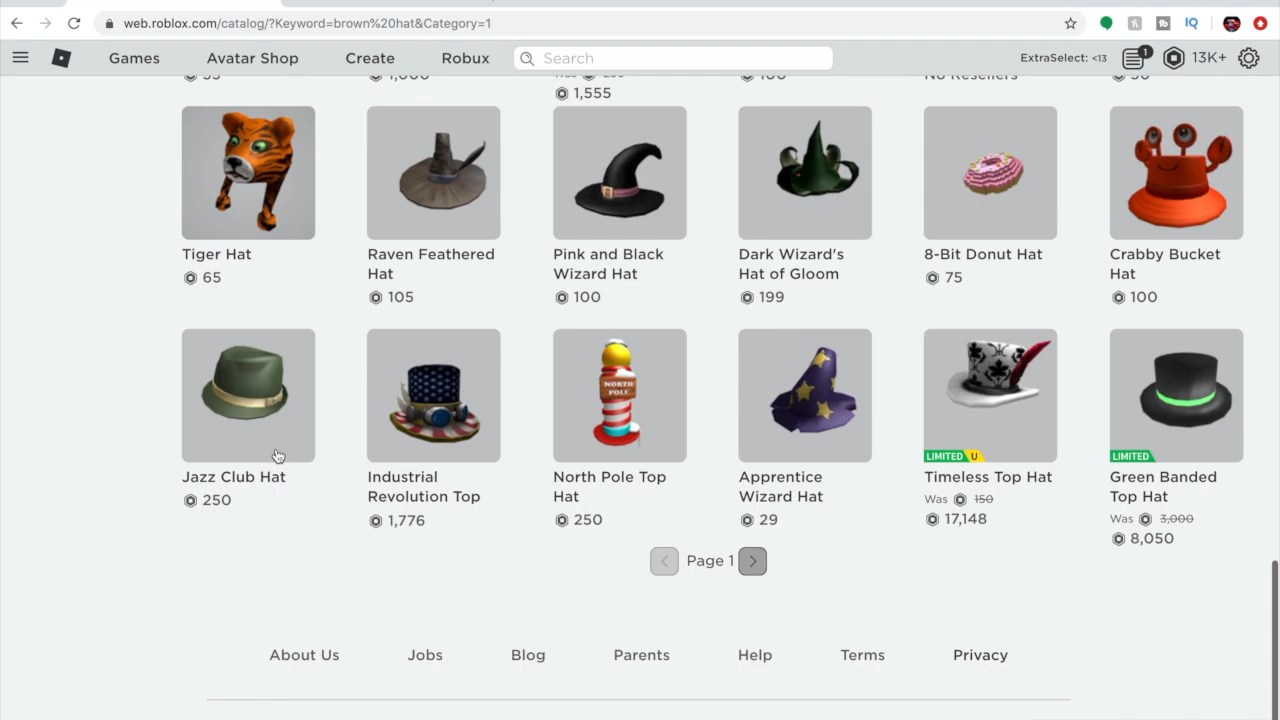 web.roblox.com/catalog/?Keyword=brown%20hat&Category=1
Games Avatar Shop Create Robux Search ExtraSelect: <13 1 13K+
1,555
Tiger Hat
65
Raven Feathered
Hat
105
Pink and Black
Wizard Hat
100
Dark Wizard's
Hat of Gloom
199
8-Bit Donut Hat
75
Crabby Bucket
Hat
100
Jazz Club Hat
250
Industrial
Revolution Top
1,776
NORTH
POLE
North Pole Top
Hat
250
Apprentice
Wizard Hat
29
LIMITED U
Timeless Top Hat
Was 150
17,148
LIMITED
Green Banded
Top Hat
Was 3,000
8,050
Page 1
About Us Jobs Blog Parents Help Terms Privacy